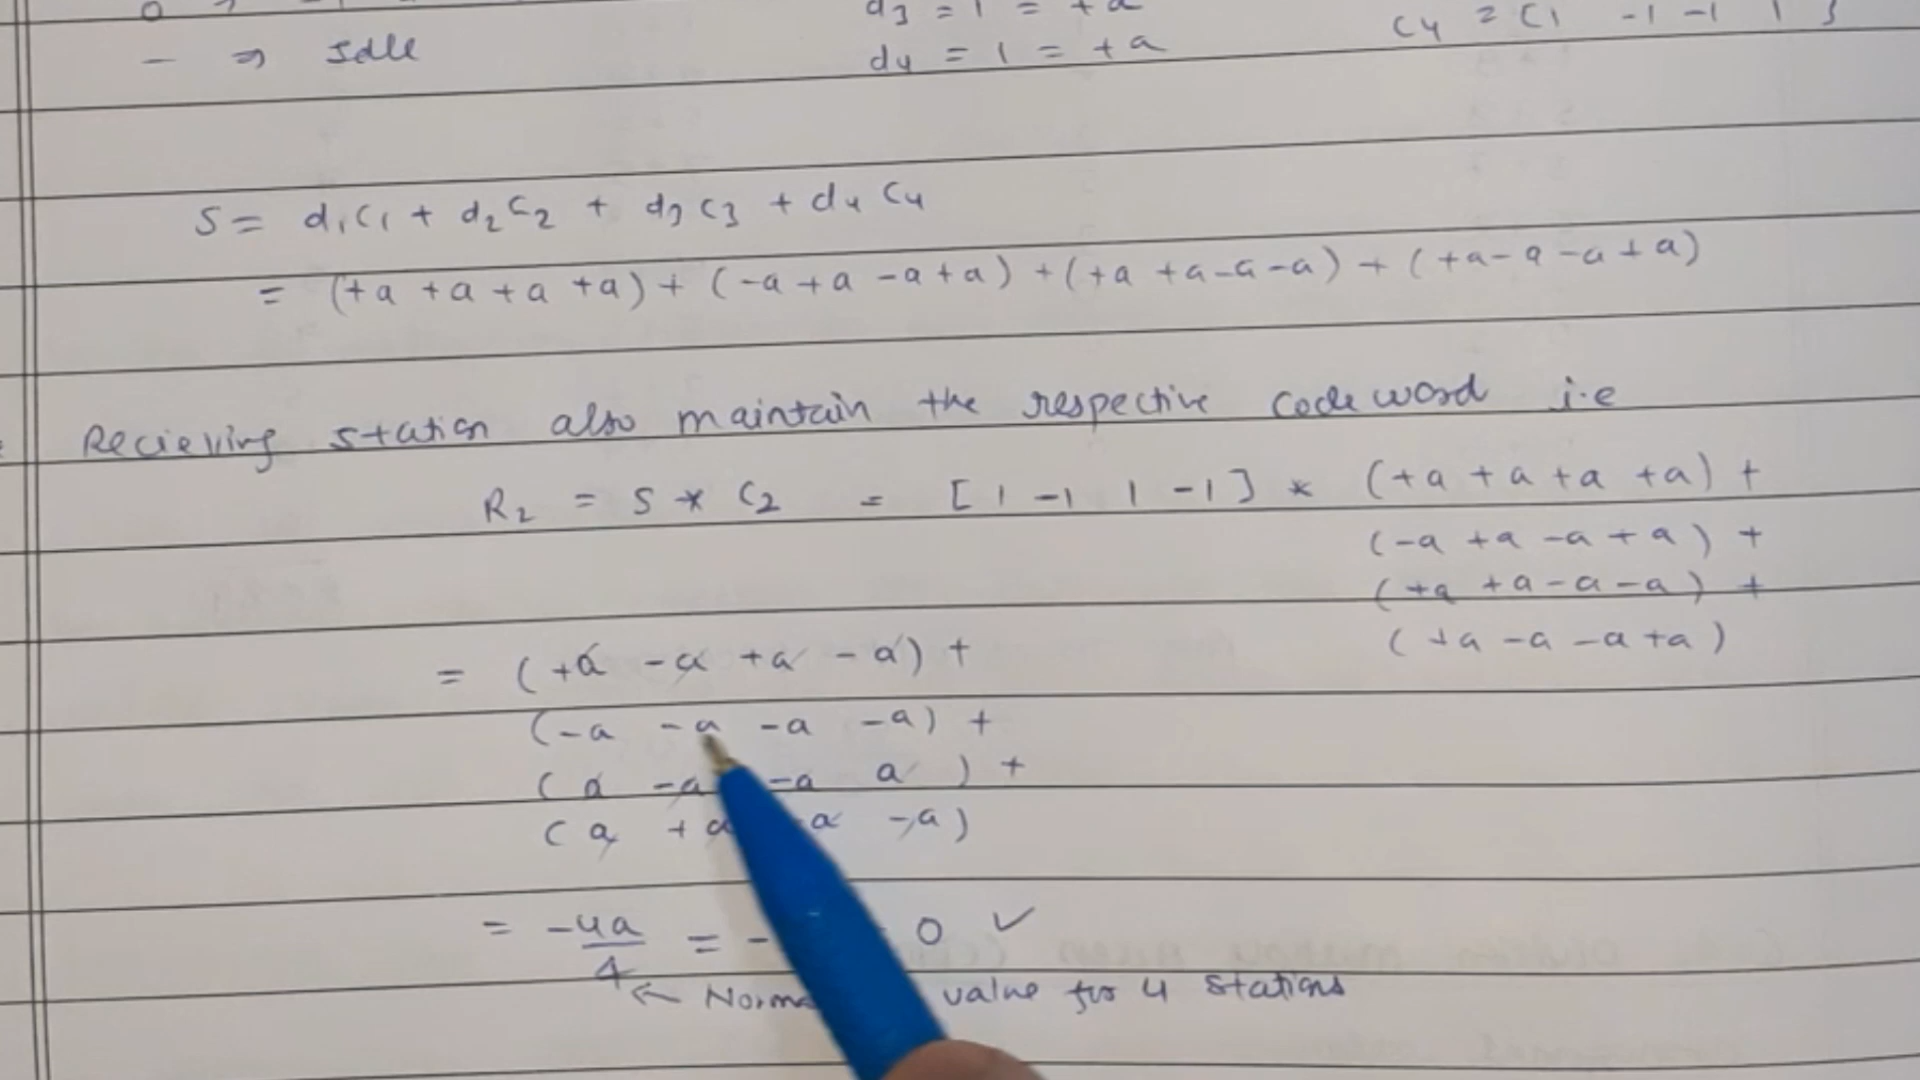 d3 = 1 = +a
— ⇒ Idle
d4 = 1 = +a
C4 = [1 -1 -1 1]
S = d1C1 + d2C2 + d3C3 + d4C4
= (+a +a +a +a) + (-a +a -a +a) + (+a +a -a -a) + (+a -a -a +a)
Recieving station also maintain the respective code word i.e
R2 = S * C2 = [1 -1 1 -1] * (+a +a +a +a) +
(-a +a -a +a) +
(+a +a -a -a) +
(+a -a -a +a)
= (+a -a +a -a) +
(-a -a -a -a) +
(a -a -a a) +
(a +a a -a)
= -4a/4 = - 0 ✓
← value for 4 stations